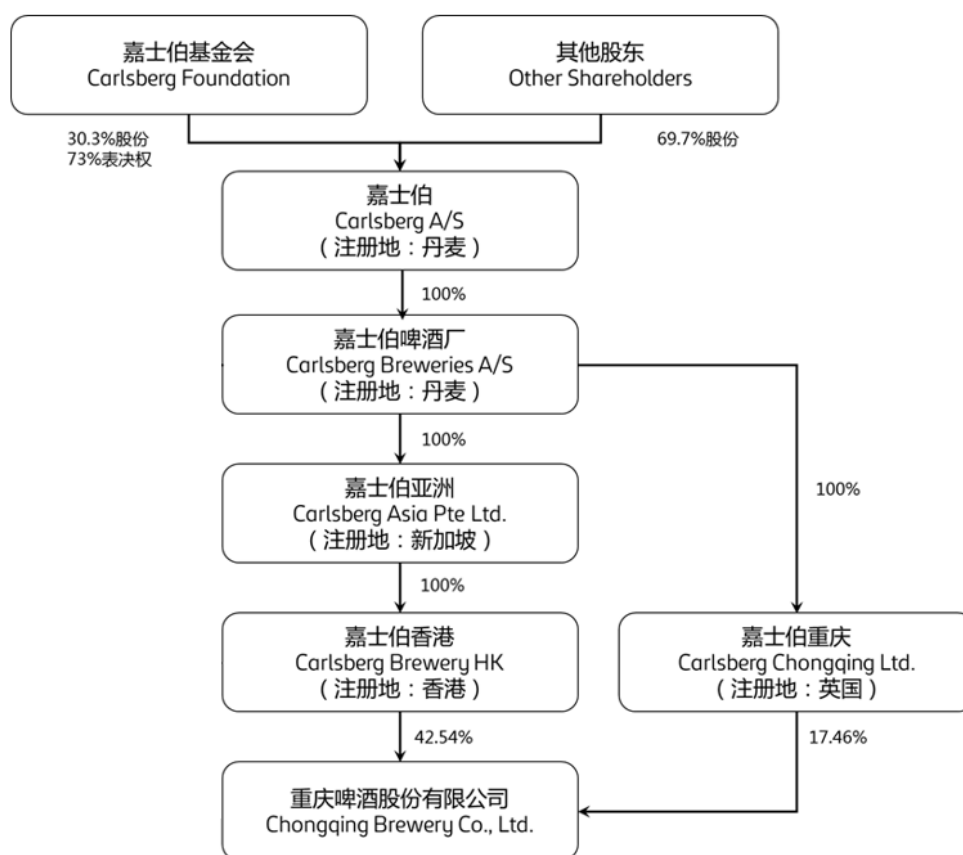 嘉士伯基金会
Carlsberg Foundation
其他股东
Other Shareholders
30.3%股份
73%表决权
69.7%股份
嘉士伯
Carlsberg A/S
（注册地：丹麦）
100%
嘉士伯啤酒厂
Carlsberg Breweries A/S
（注册地：丹麦）
100%
100%
嘉士伯亚洲
Carlsberg Asia Pte Ltd.
（注册地：新加坡）
100%
嘉士伯香港
Carlsberg Brewery HK
（注册地：香港）
嘉士伯重庆
Carlsberg Chongqing Ltd.
（注册地：英国）
42.54%
17.46%
重庆啤酒股份有限公司
Chongqing Brewery Co., Ltd.